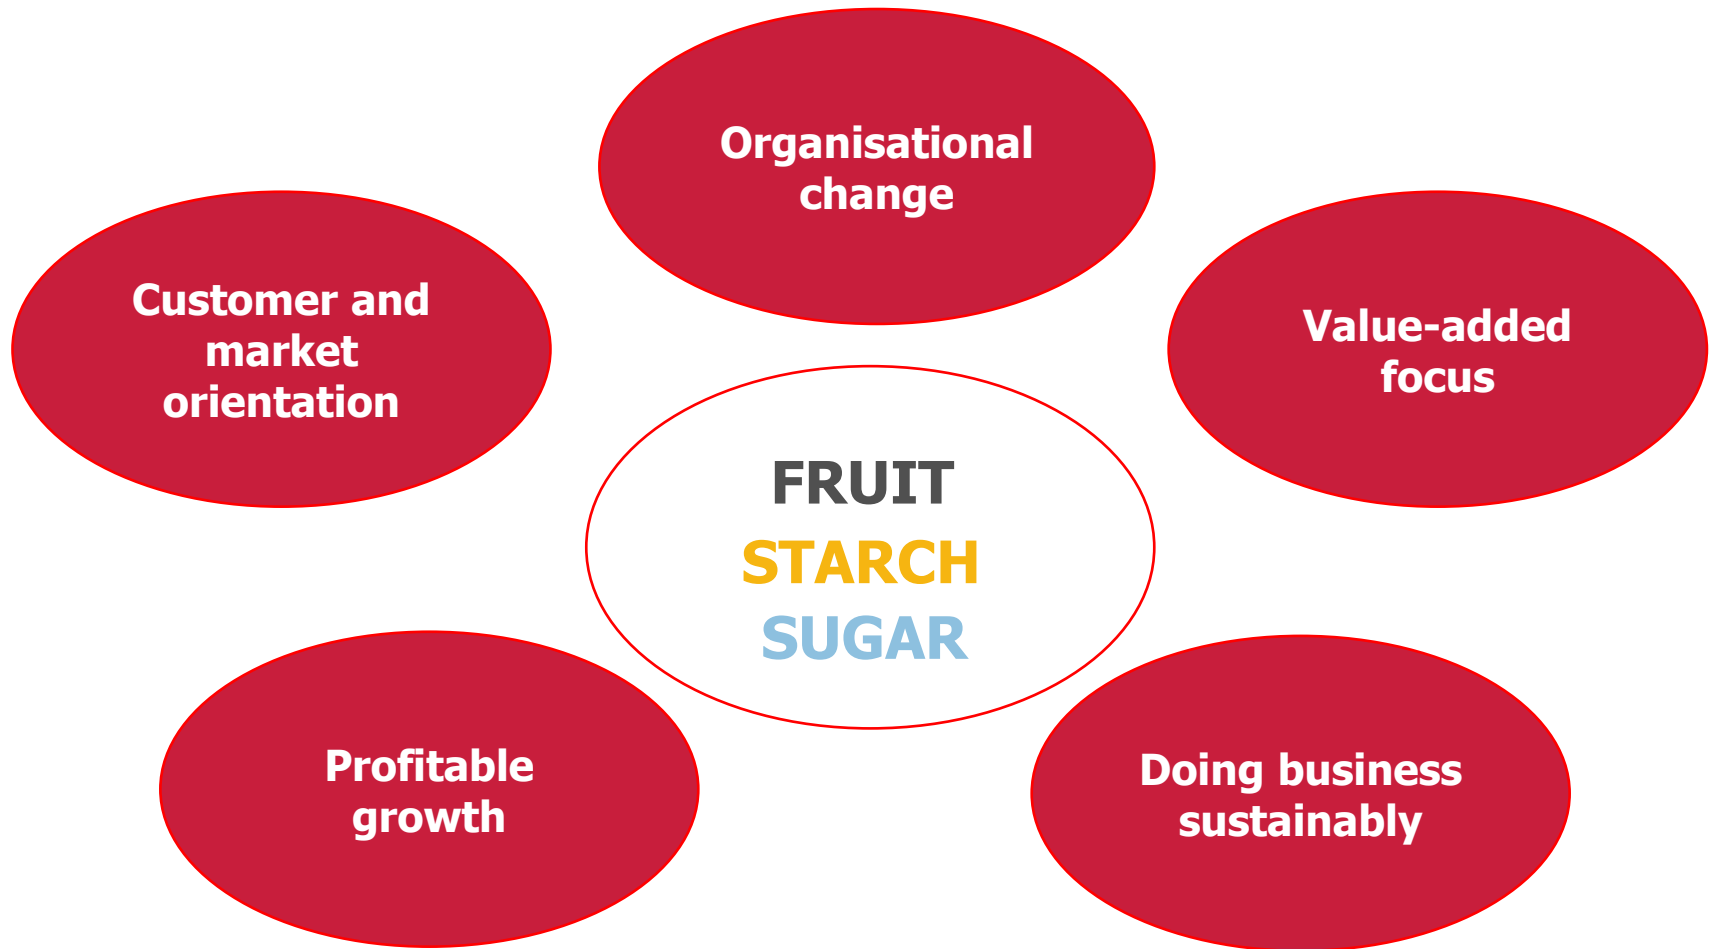 Organisational
change
Customer and
market
orientation
Value-added
focus
FRUIT
STARCH
SUGAR
Profitable
growth
Doing business
sustainably